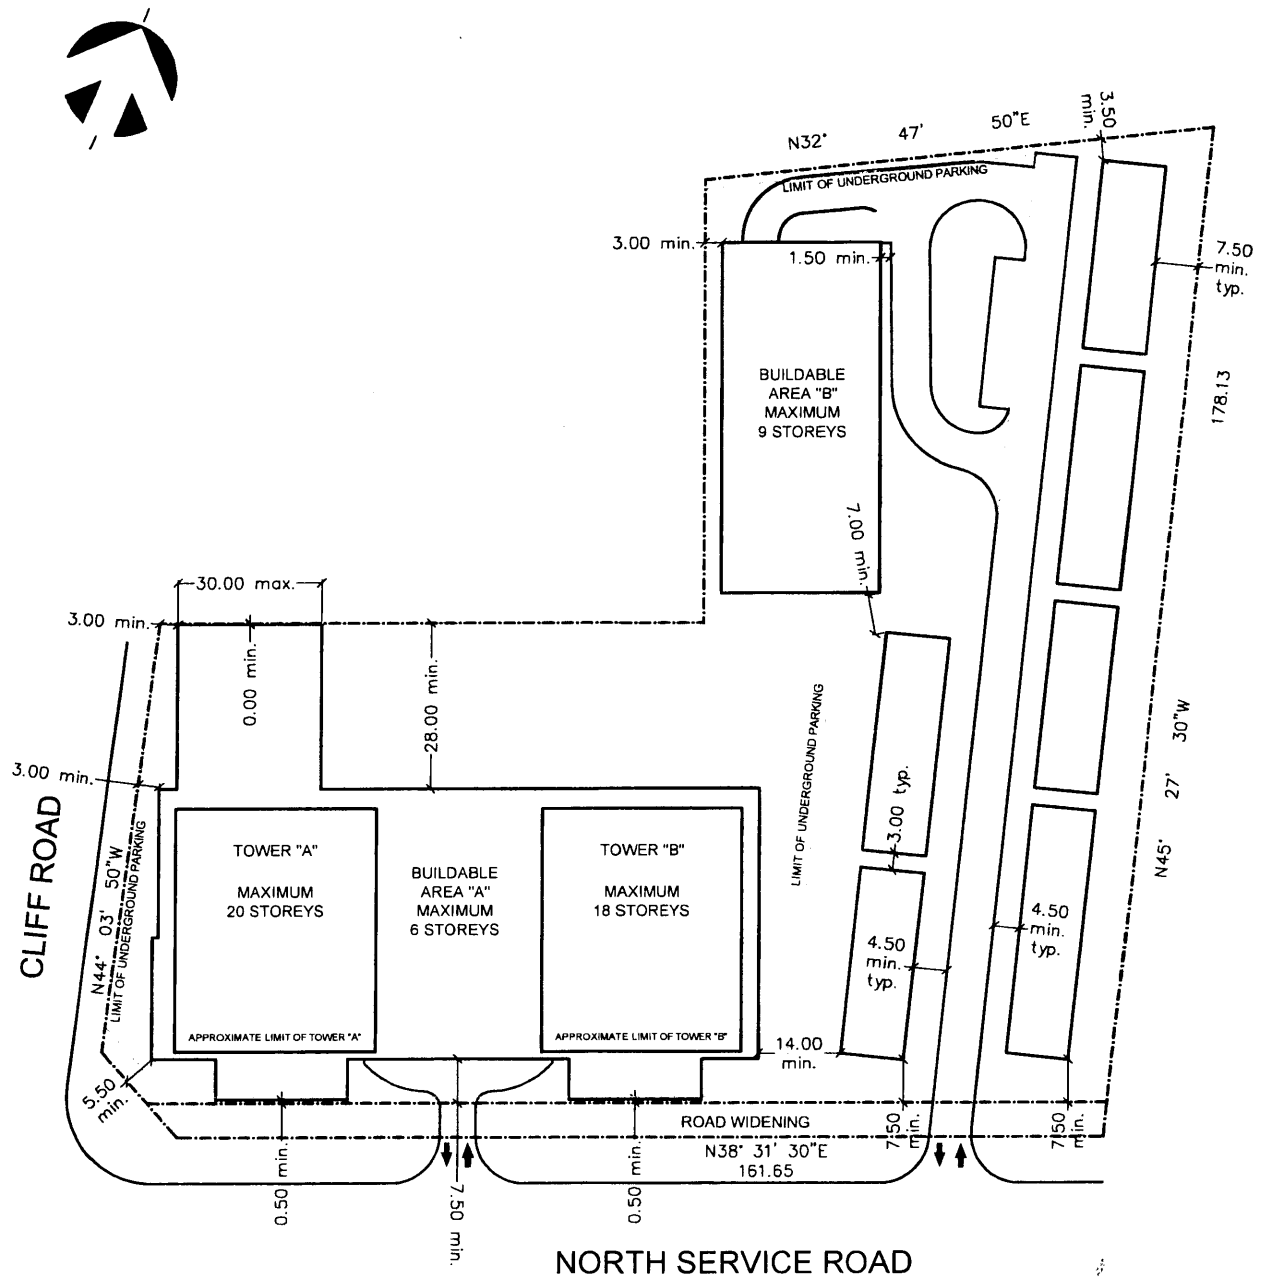 N32° 47' 50"E
3.50
min.
LIMIT OF UNDERGROUND PARKING
3.00 min.
1.50 min.
7.50
min.
typ.
BUILDABLE
AREA "B"
MAXIMUM
9 STOREYS
178.13
7.00 min.
30.00 max.
3.00 min.
0.00 min.
28.00 min.
LIMIT OF UNDERGROUND PARKING
N45° 27' 30"W
3.00 min.
3.00 typ.
CLIFF ROAD
N44° 03' 50"W
LIMIT OF UNDERGROUND PARKING
TOWER "A"
MAXIMUM
20 STOREYS
BUILDABLE
AREA "A"
MAXIMUM
6 STOREYS
TOWER "B"
MAXIMUM
18 STOREYS
4.50
min.
typ.
4.50
min.
typ.
APPROXIMATE LIMIT OF TOWER "A"
APPROXIMATE LIMIT OF TOWER "B"
14.00
min.
5.50
min.
ROAD WIDENING
7.50
min.
7.50
min.
N38° 31' 30"E
161.65
0.50 min.
7.50 min.
0.50 min.
NORTH SERVICE ROAD